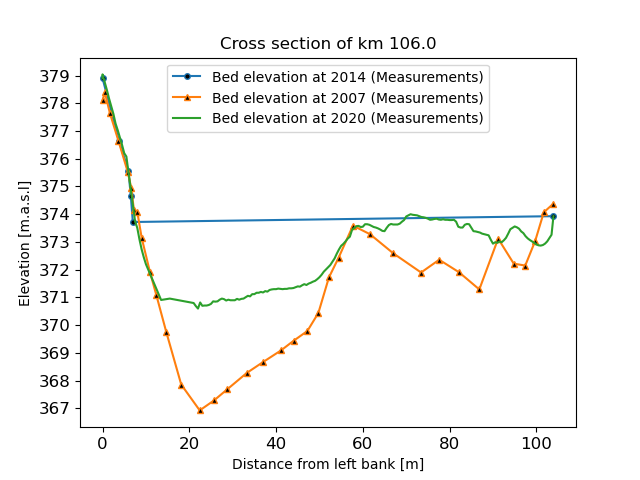 Cross section of km 106.0
Bed elevation at 2014 (Measurements)
Bed elevation at 2007 (Measurements)
Bed elevation at 2020 (Measurements)
379
378
377
376
375
374
373
372
371
370
369
368
367
Elevation [m.a.s.l]
0 20 40 60 80 100
Distance from left bank [m]